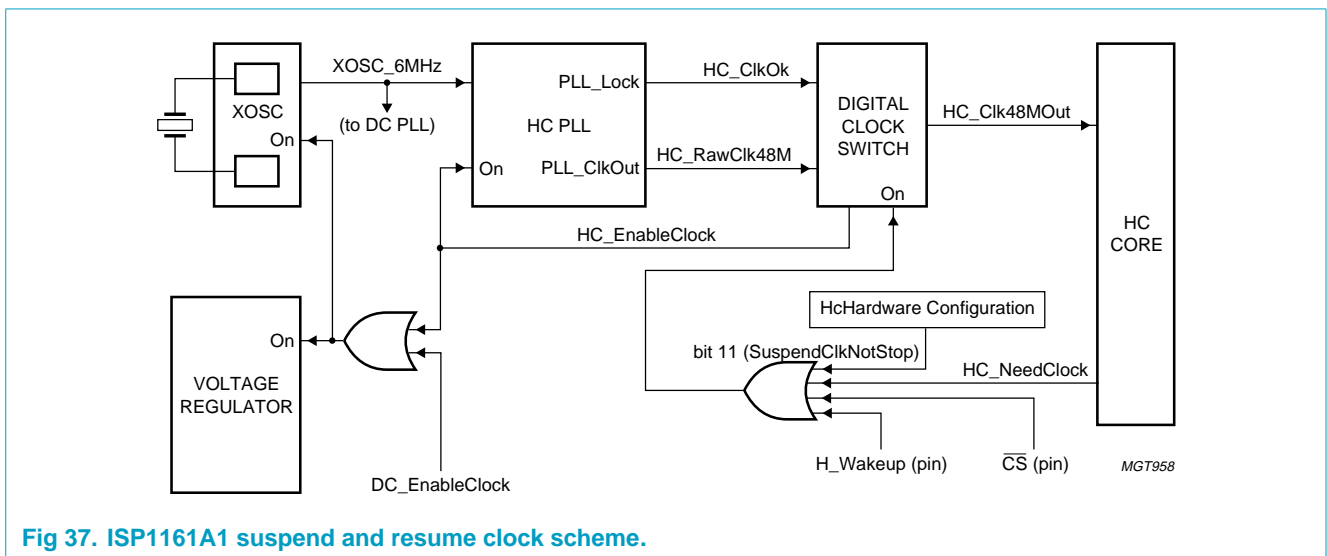 XOSC_6MHz
XOSC
On
(to DC PLL)
PLL_Lock
HC PLL
On
PLL_ClkOut
HC_ClkOk
HC_RawClk48M
DIGITAL
CLOCK
SWITCH
On
HC_Clk48MOut
HC
CORE
HC_EnableClock
HcHardware Configuration
bit 11 (SuspendClkNotStop)
HC_NeedClock
On
VOLTAGE
REGULATOR
DC_EnableClock
H_Wakeup (pin)
C̅S̅ (pin)
MGT958
Fig 37. ISP1161A1 suspend and resume clock scheme.